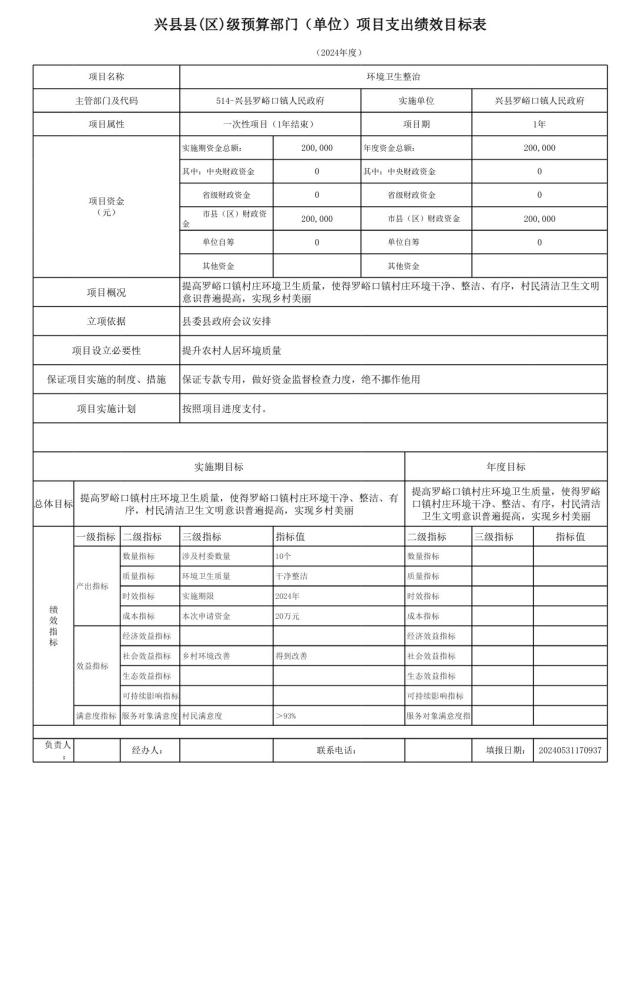 兴县县(区)级预算部门（单位）项目支出绩效目标表
（2024年度）
项目名称 环境卫生整治
主管部门及代码 514-兴县罗峪口镇人民政府 实施单位 兴县罗峪口镇人民政府
项目属性 一次性项目（1年结束） 项目期 1年
项目资金
（元）
实施期资金总额： 200,000 年度资金总额： 200,000
其中：中央财政资金 0 其中：中央财政资金 0
省级财政资金 0 省级财政资金 0
市县（区）财政资
金 200,000 市县（区）财政资金 200,000
单位自筹 0 单位自筹 0
其他资金 其他资金
项目概况 提高罗峪口镇村庄环境卫生质量，使得罗峪口镇村庄环境干净、整洁、有序，村民清洁卫生文明
意识普遍提高，实现乡村美丽
立项依据 县委县政府会议安排
项目设立必要性 提升农村人居环境质量
保证项目实施的制度、措施 保证专款专用，做好资金监督检查力度，绝不挪作他用
项目实施计划 按照项目进度支付。
实施期目标 年度目标
总体目标
提高罗峪口镇村庄环境卫生质量，使得罗峪口镇村庄环境干净、整洁、有
序，村民清洁卫生文明意识普遍提高，实现乡村美丽
提高罗峪口镇村庄环境卫生质量，使得罗峪
口镇村庄环境干净、整洁、有序，村民清洁
卫生文明意识普遍提高，实现乡村美丽
绩
效
指
标
一级指标 二级指标 三级指标 指标值 二级指标 三级指标 指标值
产出指标
数量指标 涉及村委数量 10个 数量指标
质量指标 环境卫生质量 干净整洁 质量指标
时效指标 实施期限 2024年 时效指标
成本指标 本次申请资金 20万元 成本指标
效益指标
经济效益指标 经济效益指标
社会效益指标 乡村环境改善 得到改善 社会效益指标
生态效益指标 生态效益指标
可持续影响指标 可持续影响指标
满意度指标 服务对象满意度 村民满意度 ＞93% 服务对象满意度指
负责人
： 经办人： 联系电话： 填报日期： 20240531170937